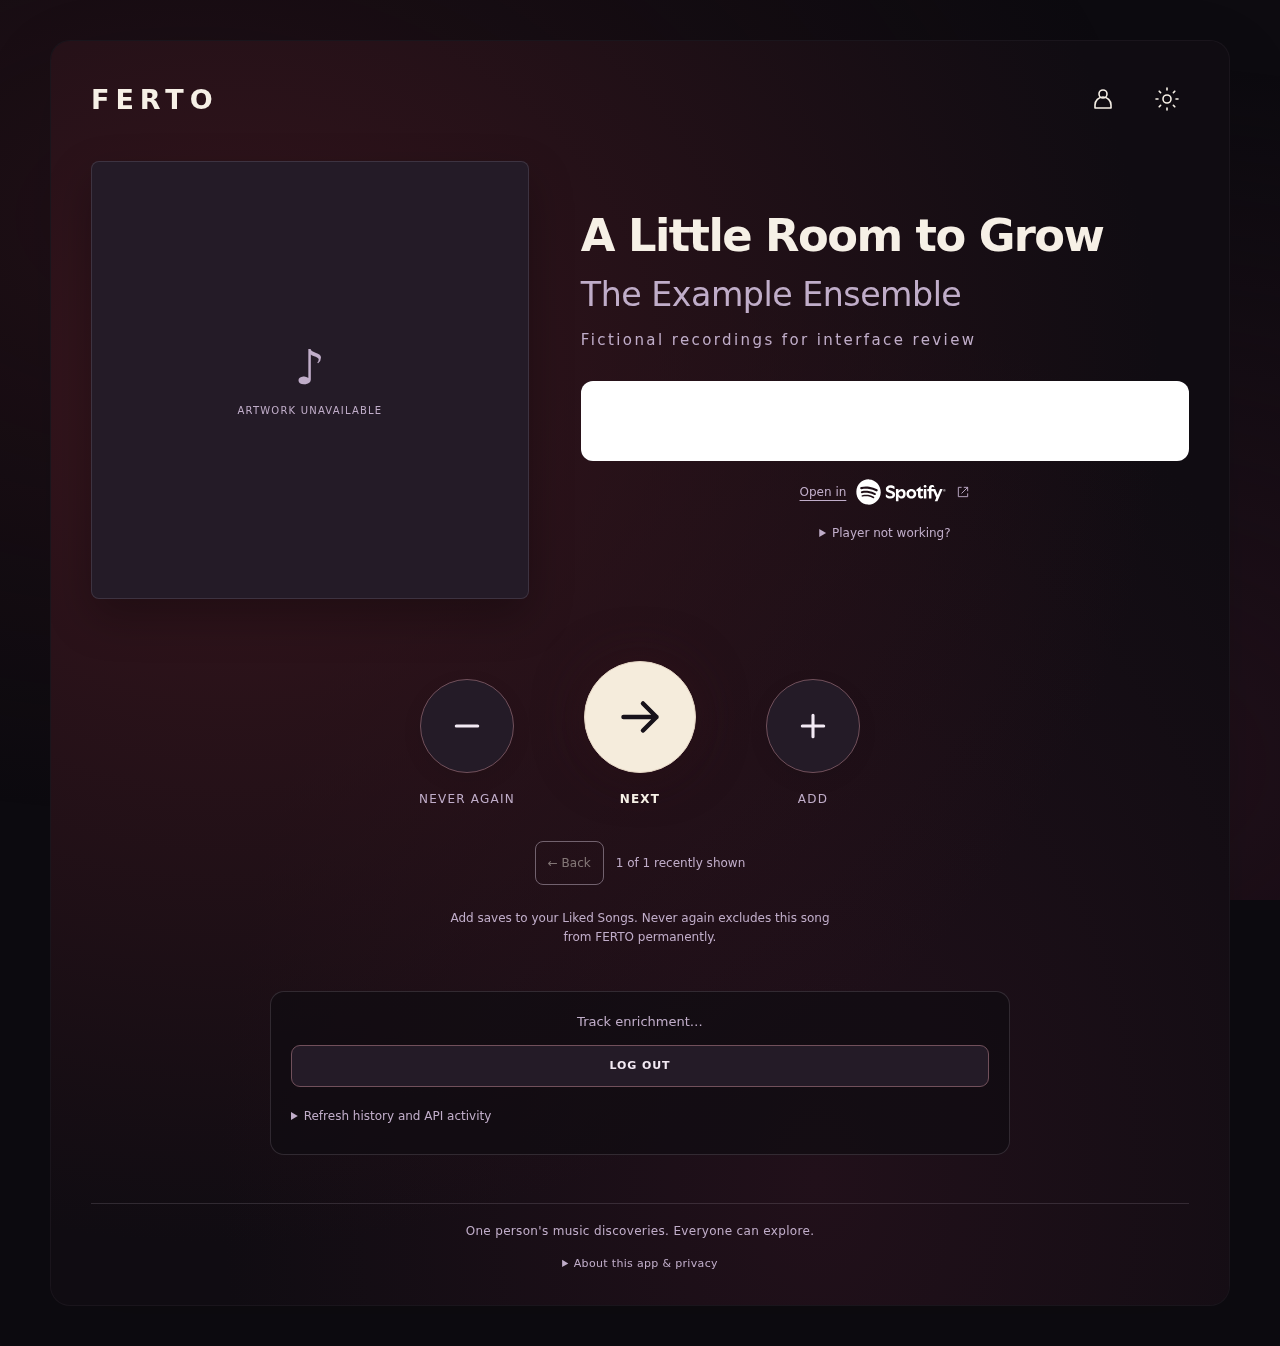 FERTO
A Little Room to Grow
The Example Ensemble
Fictional recordings for interface review
ARTWORK UNAVAILABLE
Open in Spotify
Player not working?
NEVER AGAIN
NEXT
ADD
← Back
1 of 1 recently shown
Add saves to your Liked Songs. Never again excludes this song
from FERTO permanently.
Track enrichment…
LOG OUT
Refresh history and API activity
One person's music discoveries. Everyone can explore.
About this app & privacy